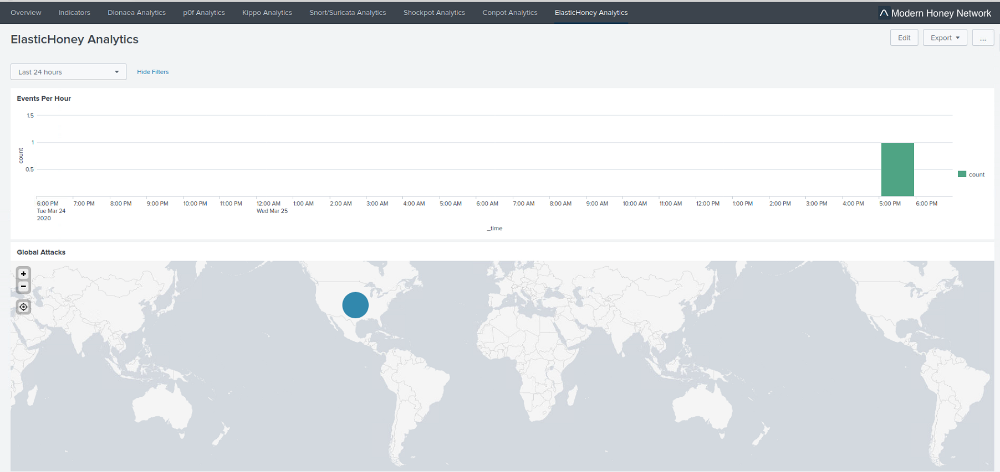 Overview Indicators Dionaea Analytics p0f Analytics Kippo Analytics Snort/Suricata Analytics Shockpot Analytics Conpot Analytics ElasticHoney Analytics Modern Honey Network
ElasticHoney Analytics
Edit Export ...
Last 24 hours Hide Filters
Events Per Hour
1.5
1
0.5
count
count
6:00 PM 7:00 PM 8:00 PM 9:00 PM 10:00 PM 11:00 PM 12:00 AM 1:00 AM 2:00 AM 3:00 AM 4:00 AM 5:00 AM 6:00 AM 7:00 AM 8:00 AM 9:00 AM 10:00 AM 11:00 AM 12:00 PM 1:00 PM 2:00 PM 3:00 PM 4:00 PM 5:00 PM 6:00 PM
Tue Mar 24 Wed Mar 25
2020
_time
Global Attacks
+
−